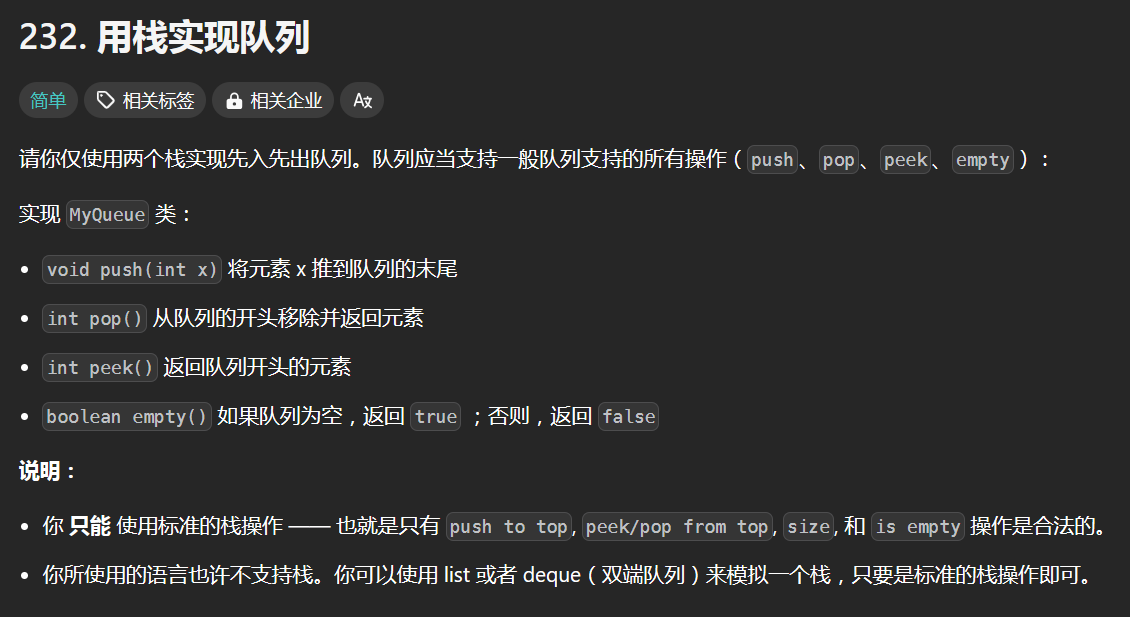 232. 用栈实现队列
简单 相关标签 相关企业 A文
请你仅使用两个栈实现先入先出队列。队列应当支持一般队列支持的所有操作（push、pop、peek、empty）：
实现 MyQueue 类：
• void push(int x) 将元素 x 推到队列的末尾
• int pop() 从队列的开头移除并返回元素
• int peek() 返回队列开头的元素
• boolean empty() 如果队列为空，返回 true ；否则，返回 false
说明：
• 你 只能 使用标准的栈操作 —— 也就是只有 push to top, peek/pop from top, size, 和 is empty 操作是合法的。
• 你所使用的语言也许不支持栈。你可以使用 list 或者 deque（双端队列）来模拟一个栈，只要是标准的栈操作即可。